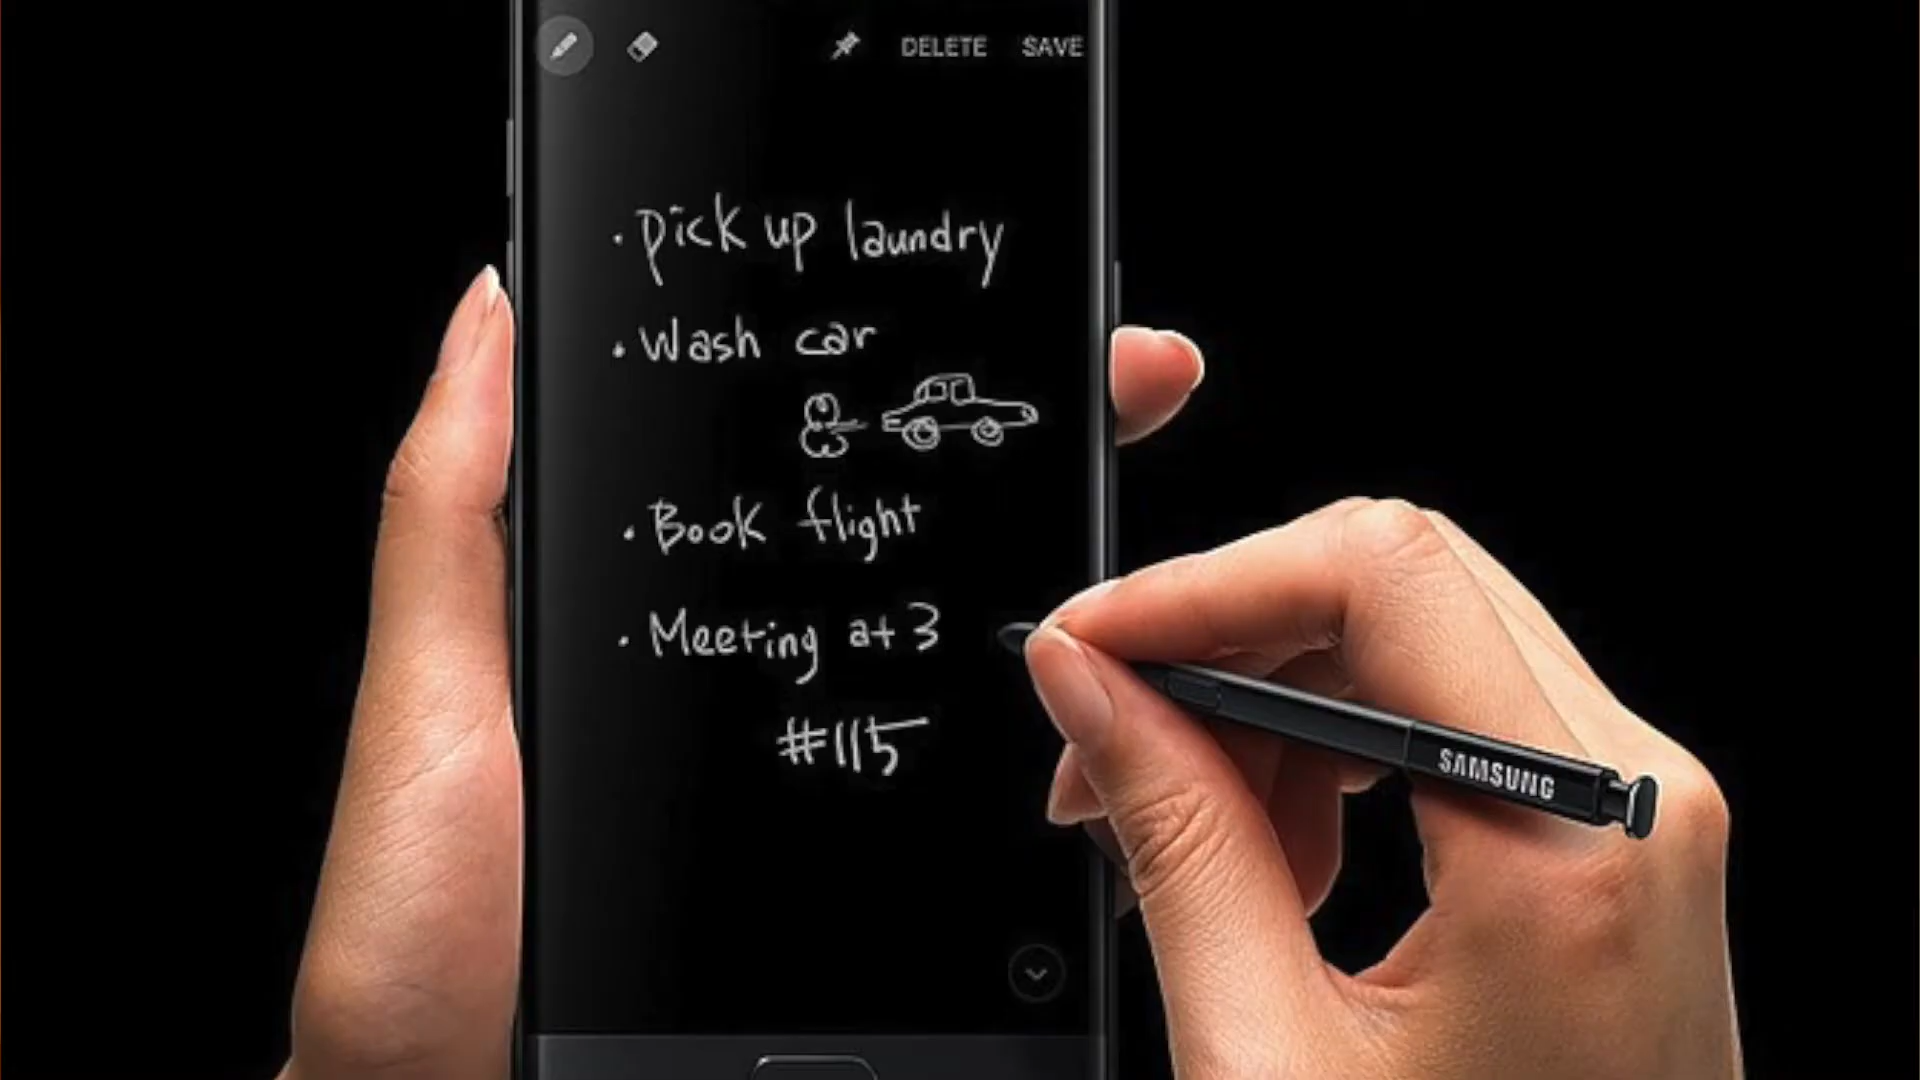 DELETE SAVE
· Pick up laundry
· Wash car
· Book flight
· Meeting at 3
#115
SAMSUNG